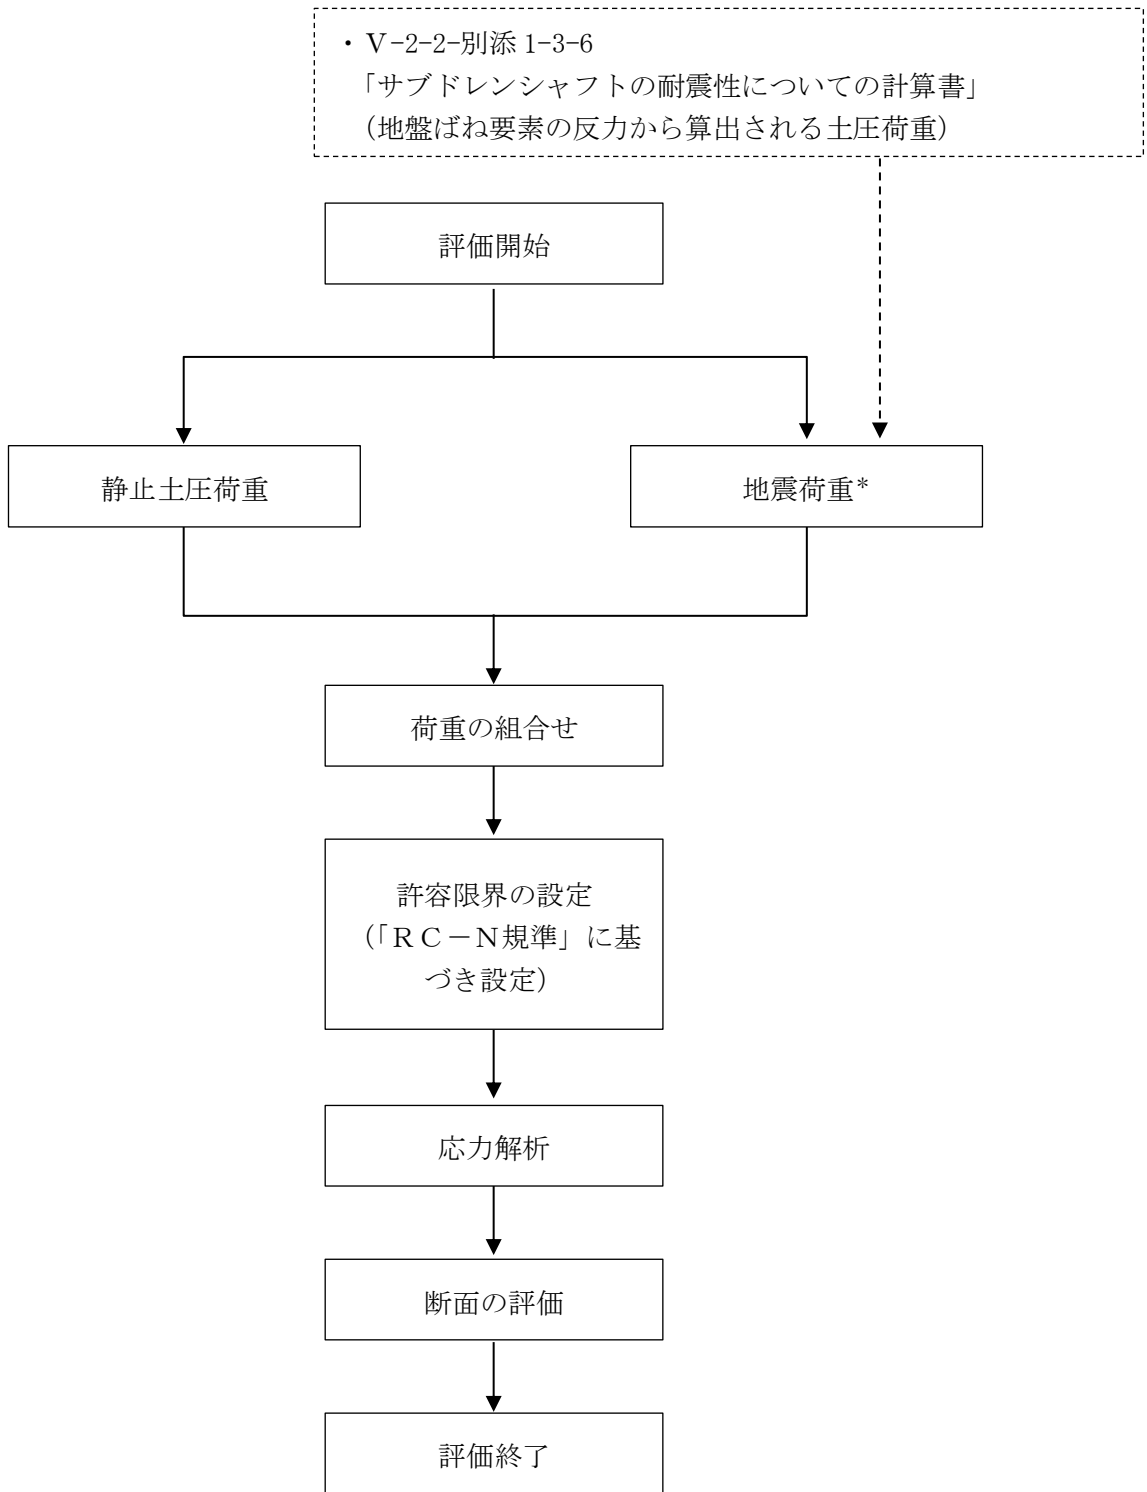 ・Ⅴ-2-2-別添 1-3-6
「サブドレンシャフトの耐震性についての計算書」
(地盤ばね要素の反力から算出される土圧荷重)
評価開始
静止土圧荷重
地震荷重*
荷重の組合せ
許容限界の設定
(「ＲＣ－Ｎ規準」に基
づき設定)
応力解析
断面の評価
評価終了